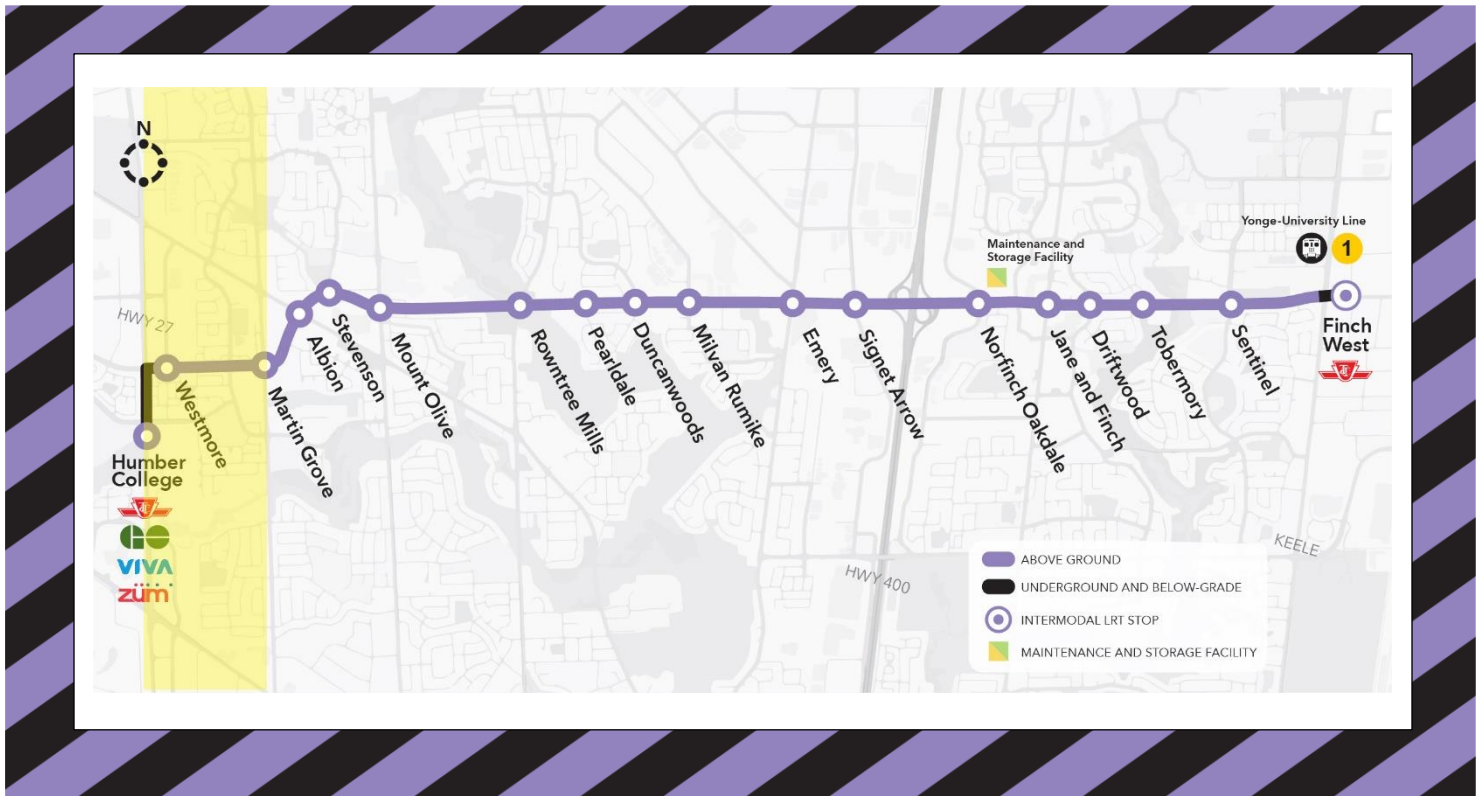 N
HWY 27
Humber
College
GO
VIVA
züm
Westmore
Martin Grove
Albion
Stevenson
Mount Olive
Rowntree Mills
Pearldale
Duncanwoods
Milvan Rumike
Emery
Signet Arrow
HWY 400
Maintenance and
Storage Facility
Norfinch Oakdale
Jane and Finch
Driftwood
Tobermory
Sentinel
Yonge-University Line
1
Finch
West
KEELE
ABOVE GROUND
UNDERGROUND AND BELOW-GRADE
INTERMODAL LRT STOP
MAINTENANCE AND STORAGE FACILITY